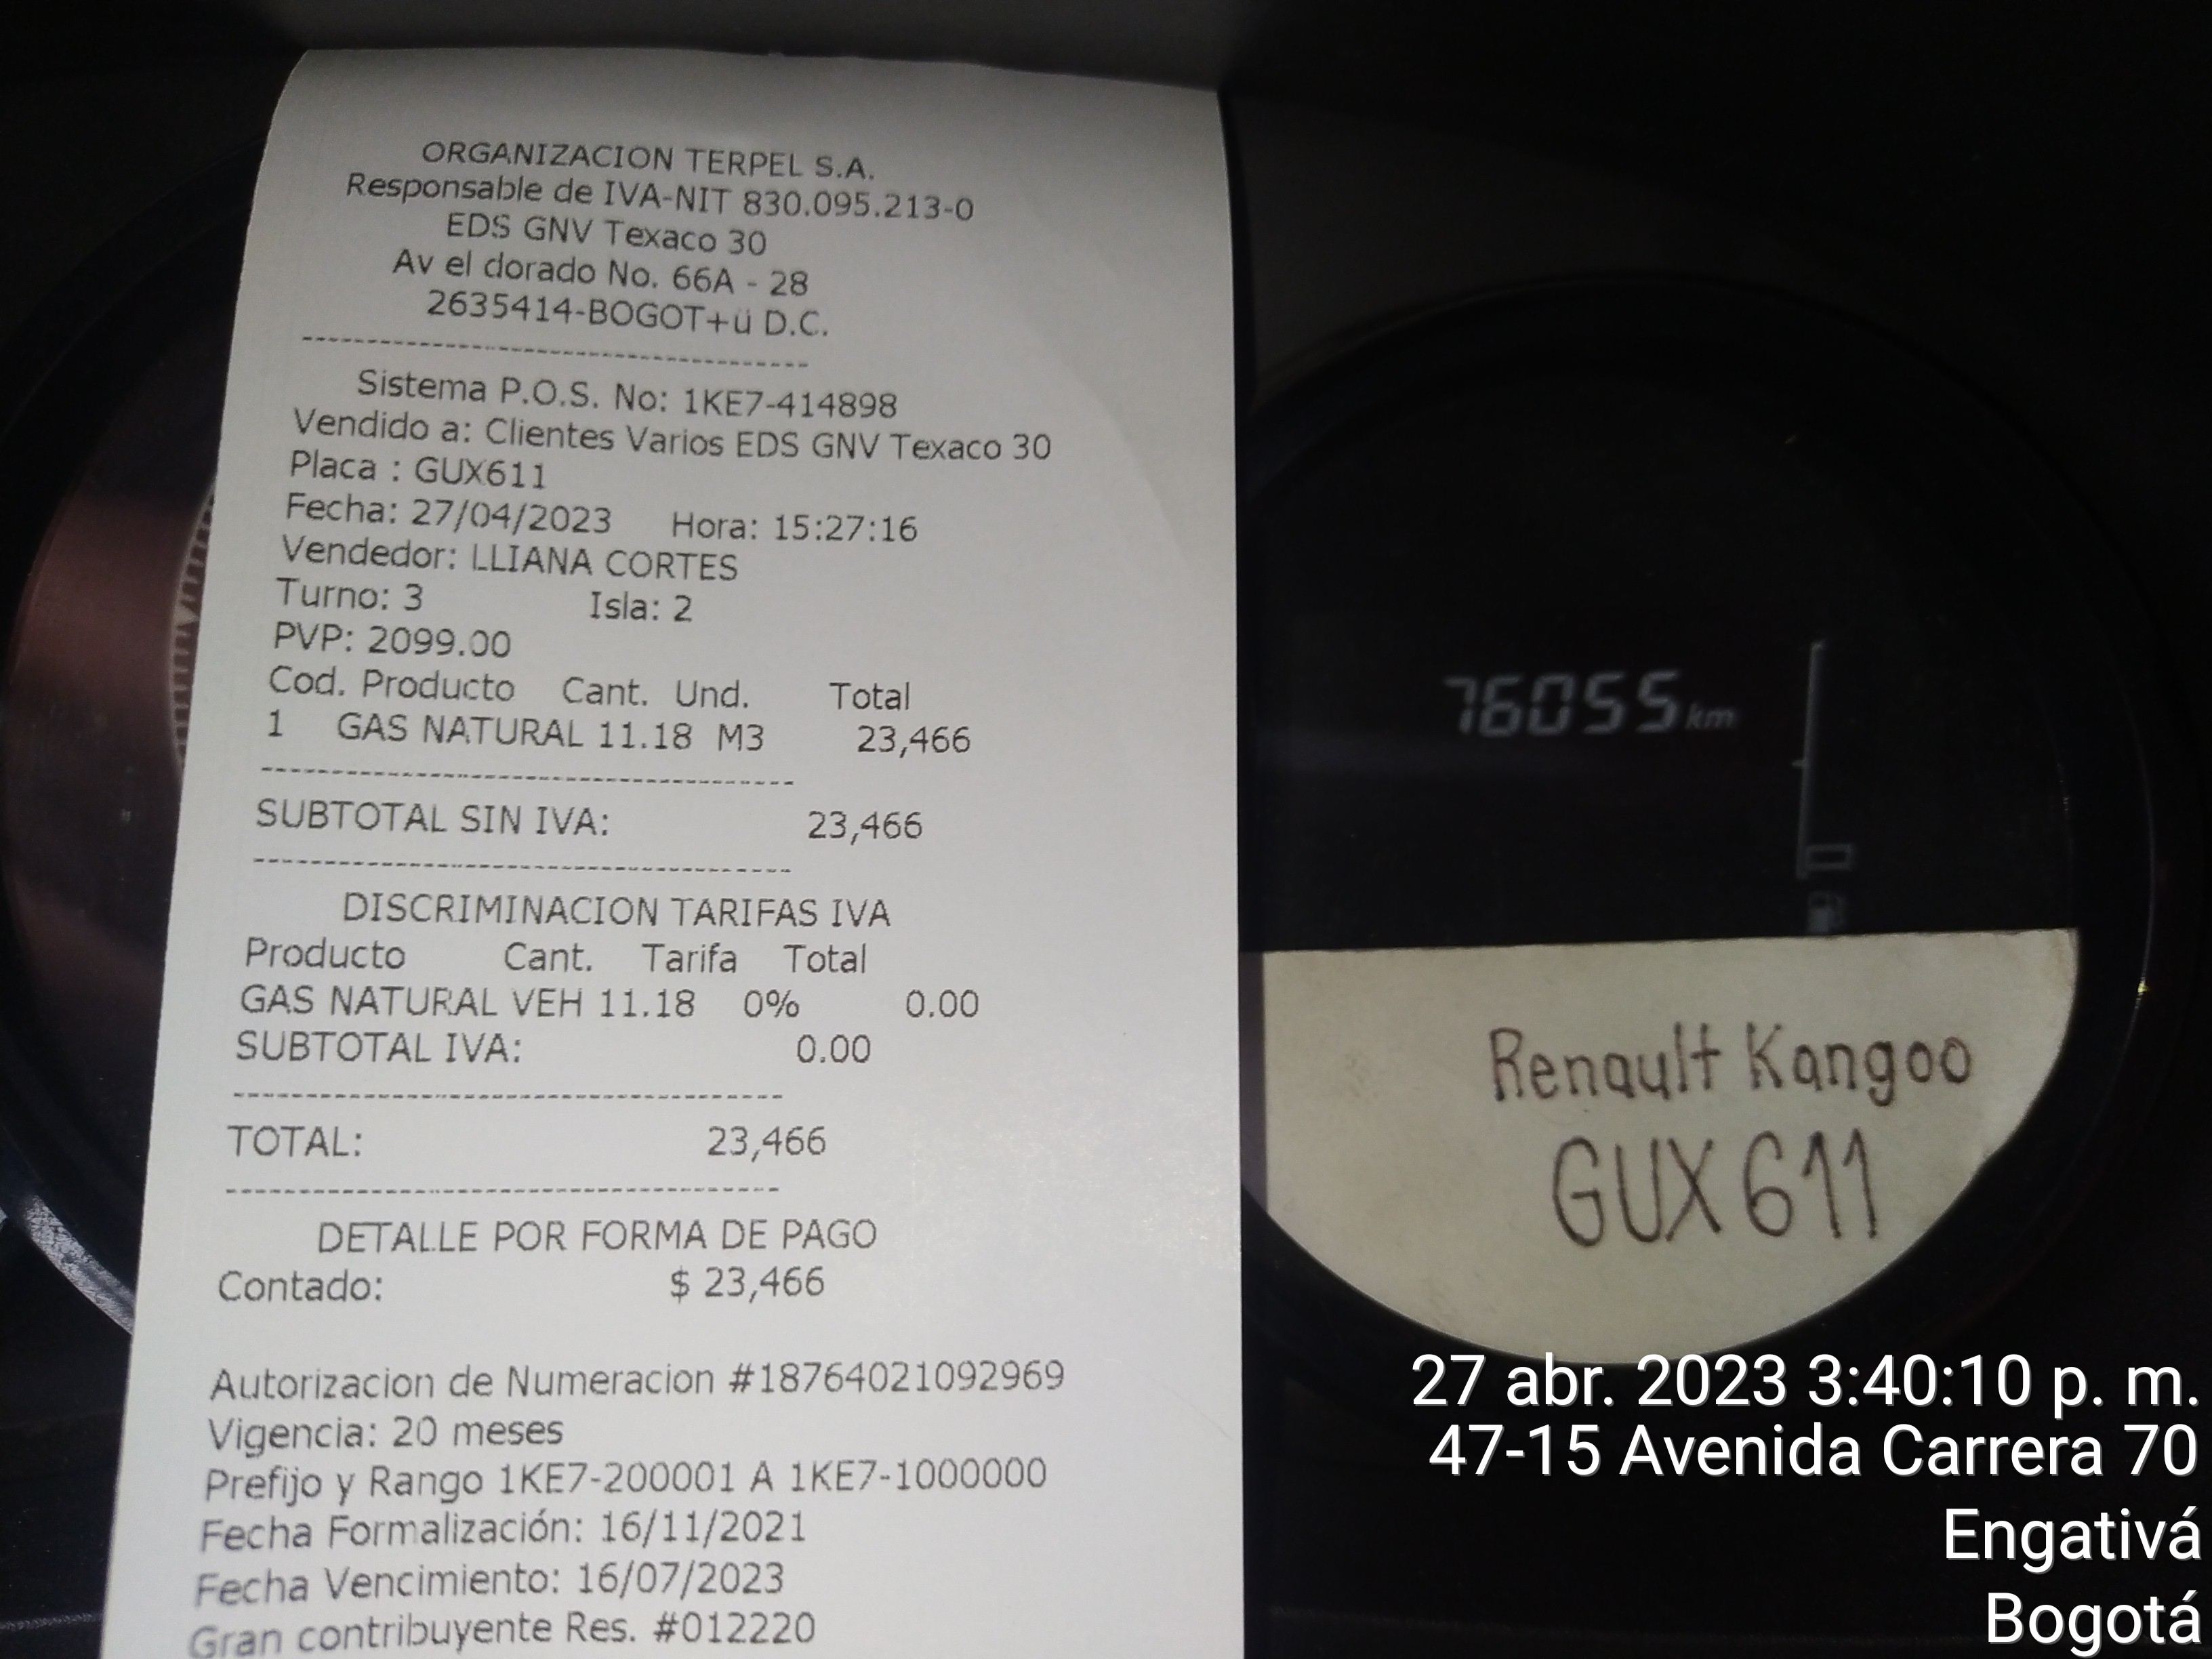 ORGANIZACION TERPEL S.A.
Responsable de IVA-NIT 830.095.213-0
EDS GNV Texaco 30
Av el dorado No. 66A - 28
2635414-BOGOT+ü D.C.
------------------------------------
Sistema P.O.S. No: 1KE7-414898
Vendido a: Clientes Varios EDS GNV Texaco 30
Placa : GUX611
Fecha: 27/04/2023 Hora: 15:27:16
Vendedor: LLIANA CORTES
Turno: 3 Isla: 2
PVP: 2099.00
Cod. Producto Cant. Und. Total
1 GAS NATURAL 11.18 M3 23,466
------------------------------------
SUBTOTAL SIN IVA: 23,466
------------------------------------
DISCRIMINACION TARIFAS IVA
Producto Cant. Tarifa Total
GAS NATURAL VEH 11.18 0% 0.00
SUBTOTAL IVA: 0.00
------------------------------------
TOTAL: 23,466
------------------------------------
DETALLE POR FORMA DE PAGO
Contado: $ 23,466
Autorizacion de Numeracion #18764021092969
Vigencia: 20 meses
Prefijo y Rango 1KE7-200001 A 1KE7-1000000
Fecha Formalización: 16/11/2021
Fecha Vencimiento: 16/07/2023
Gran contribuyente Res. #012220
76055 km
Renault Kangoo
GUX 611
27 abr. 2023 3:40:10 p. m.
47-15 Avenida Carrera 70
Engativá
Bogotá